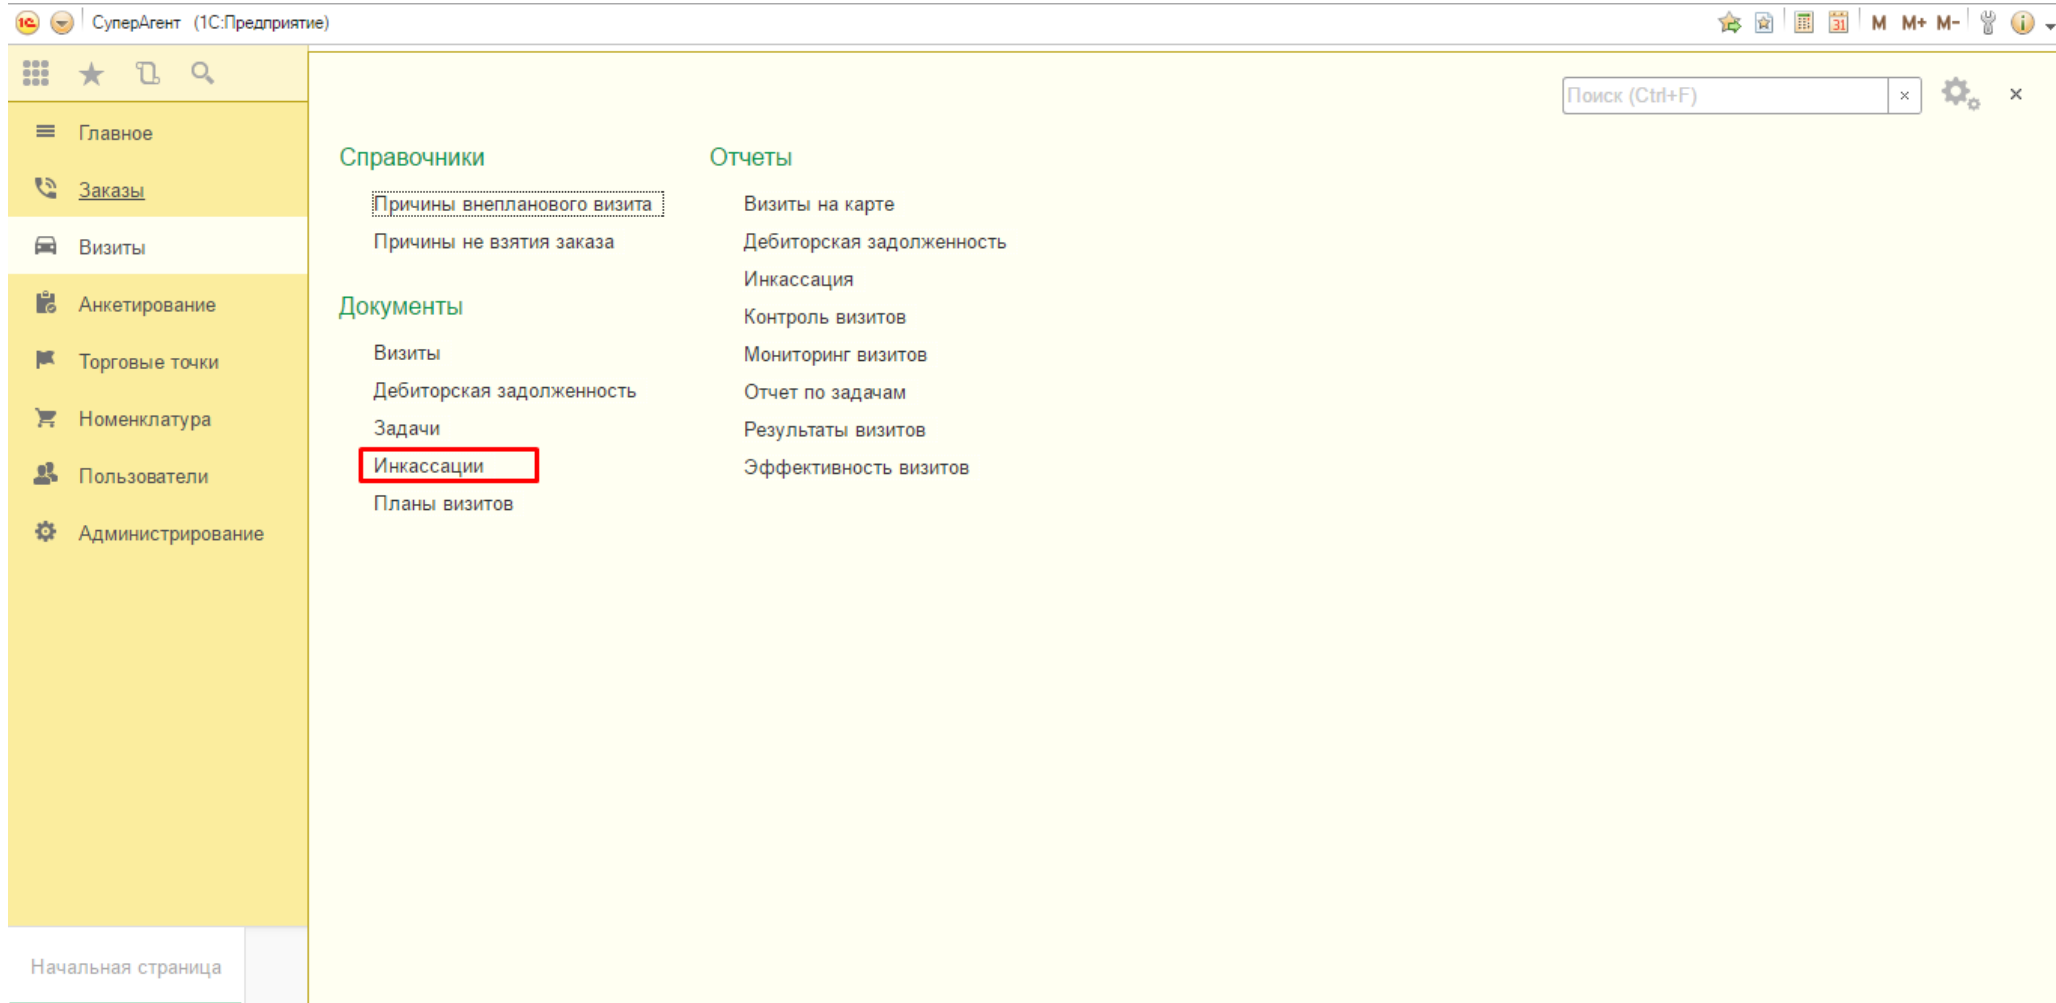 СуперАгент (1С:Предприятие)
M M+ M-
31
Поиск (Ctrl+F)
Главное
Заказы
Визиты
Анкетирование
Торговые точки
Номенклатура
Пользователи
Администрирование
Справочники
Причины внепланового визита
Причины не взятия заказа
Документы
Визиты
Дебиторская задолженность
Задачи
Инкассации
Планы визитов
Отчеты
Визиты на карте
Дебиторская задолженность
Инкассация
Контроль визитов
Мониторинг визитов
Отчет по задачам
Результаты визитов
Эффективность визитов
Начальная страница